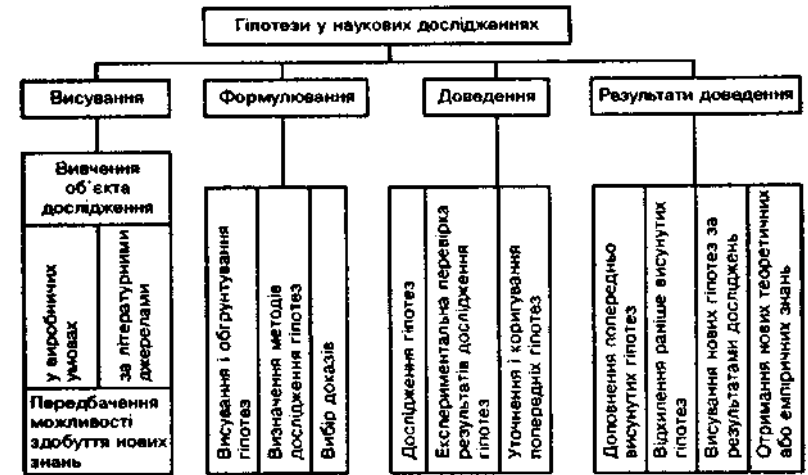 Гіпотези у наукових дослідженнях
Висування
Формулювання
Доведення
Результати доведення
Вивчення
об'єкта
дослідження
у виробничих
умовах
за літературними
джерелами
Передбачення
можливості
здобуття нових
знань
Висування і обґрунтування
гіпотез
Визначення методів
дослідження гіпотез
Вибір доказів
Дослідження гіпотез
Експериментальна перевірка
результатів дослідження
гіпотез
Уточнення і коригування
попередніх гіпотез
Доповнення попередньо
висунутих гіпотез
Відхилення раніше висунутих
гіпотез
Висування нових гіпотез за
результатами досліджень
Отримання нових теоретичних
або емпіричних знань